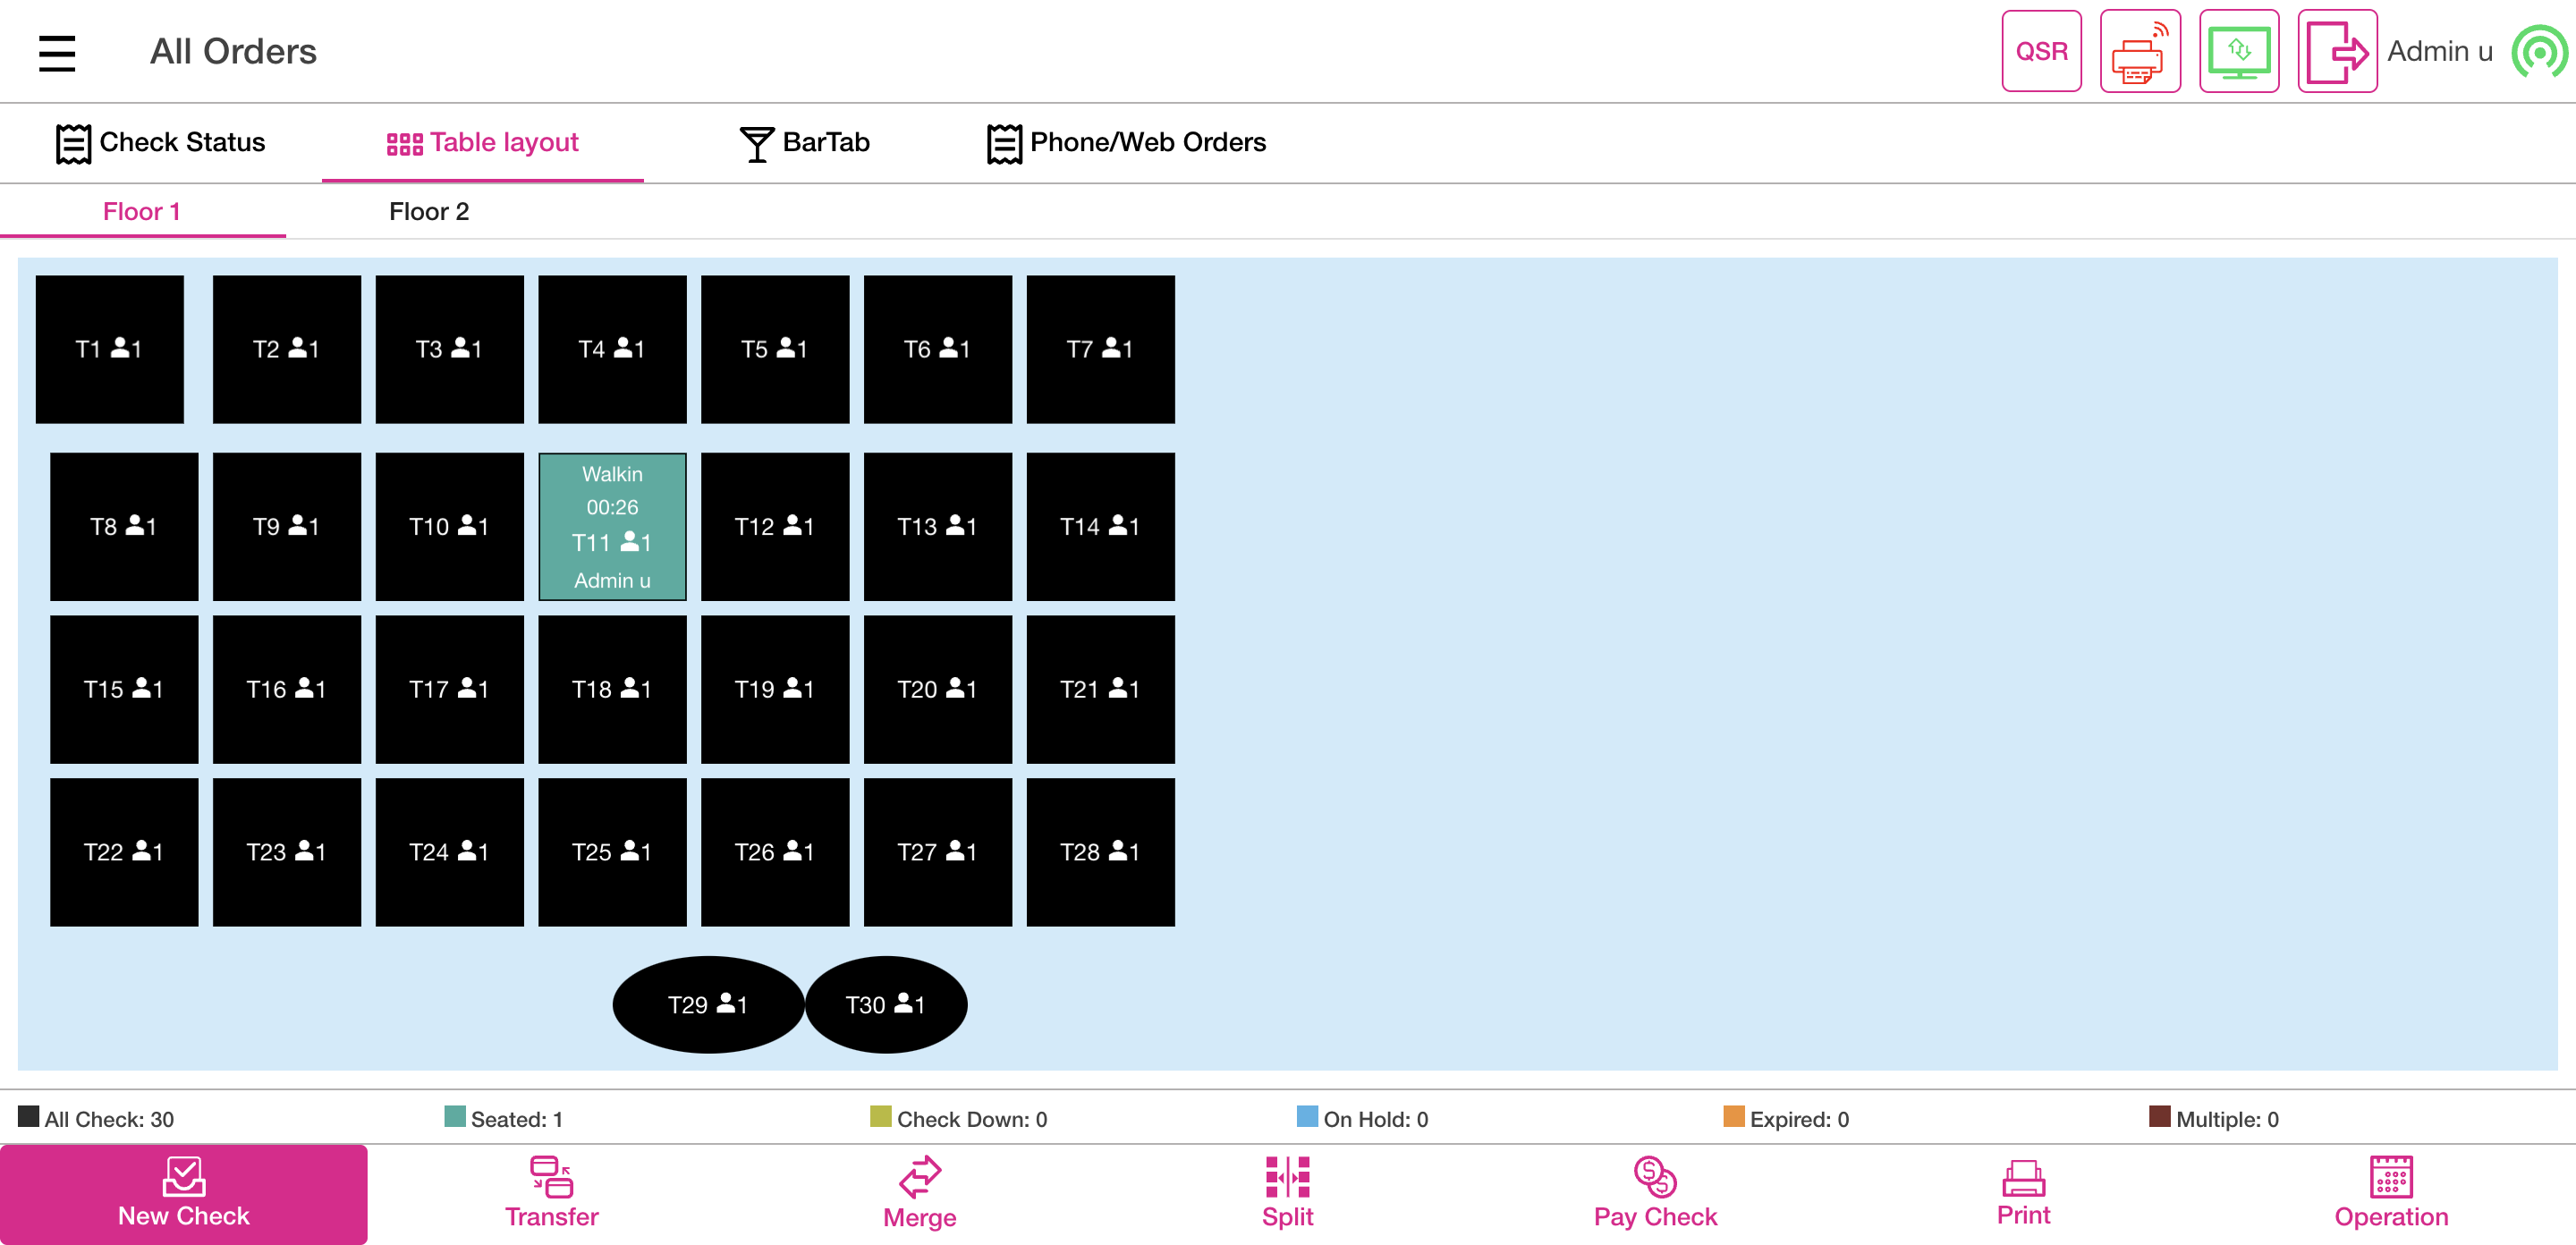 All Orders
QSR
Admin u
Check Status
Table layout
BarTab
Phone/Web Orders
Floor 1
Floor 2
T1 1
T2 1
T3 1
T4 1
T5 1
T6 1
T7 1
T8 1
T9 1
T10 1
Walkin
00:26
T11 1
Admin u
T12 1
T13 1
T14 1
T15 1
T16 1
T17 1
T18 1
T19 1
T20 1
T21 1
T22 1
T23 1
T24 1
T25 1
T26 1
T27 1
T28 1
T29 1
T30 1
All Check: 30
Seated: 1
Check Down: 0
On Hold: 0
Expired: 0
Multiple: 0
New Check
Transfer
Merge
Split
Pay Check
Print
Operation